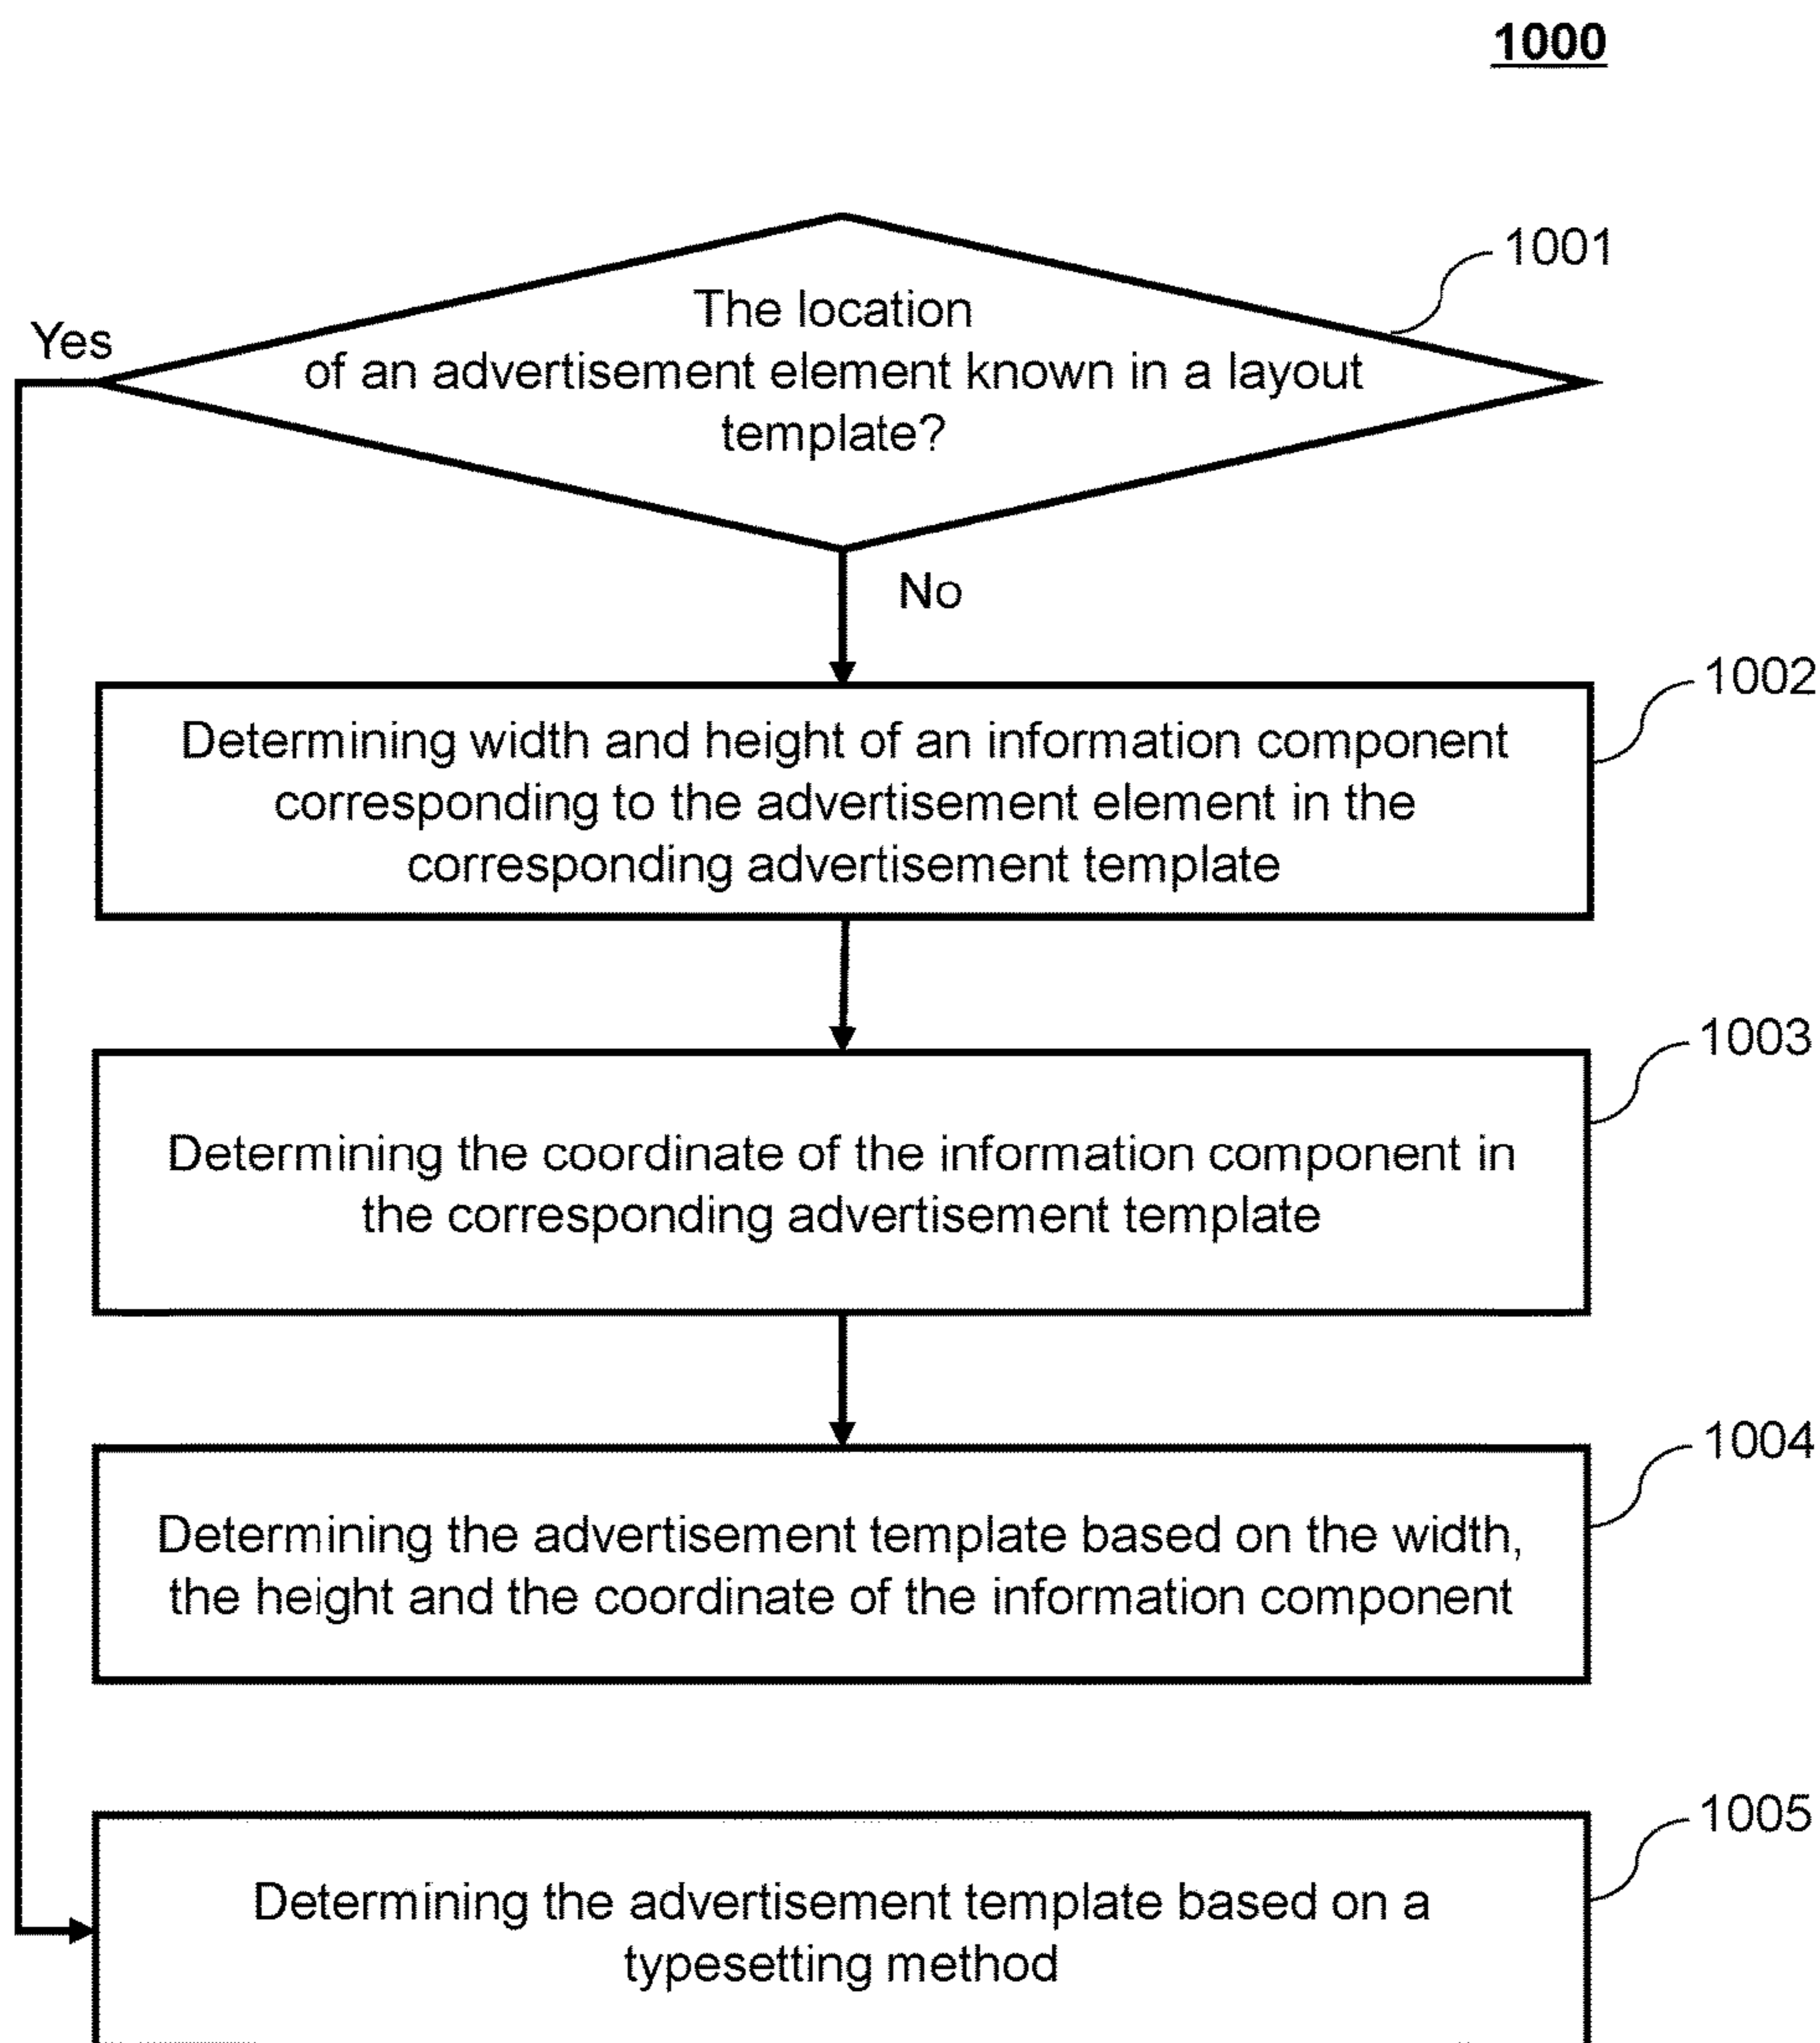 1000
1001
The location
of an advertisement element known in a layout
template?
Yes
No
1002
Determining width and height of an information component
corresponding to the advertisement element in the
corresponding advertisement template
1003
Determining the coordinate of the information component in
the corresponding advertisement template
1004
Determining the advertisement template based on the width,
the height and the coordinate of the information component
1005
Determining the advertisement template based on a
typesetting method